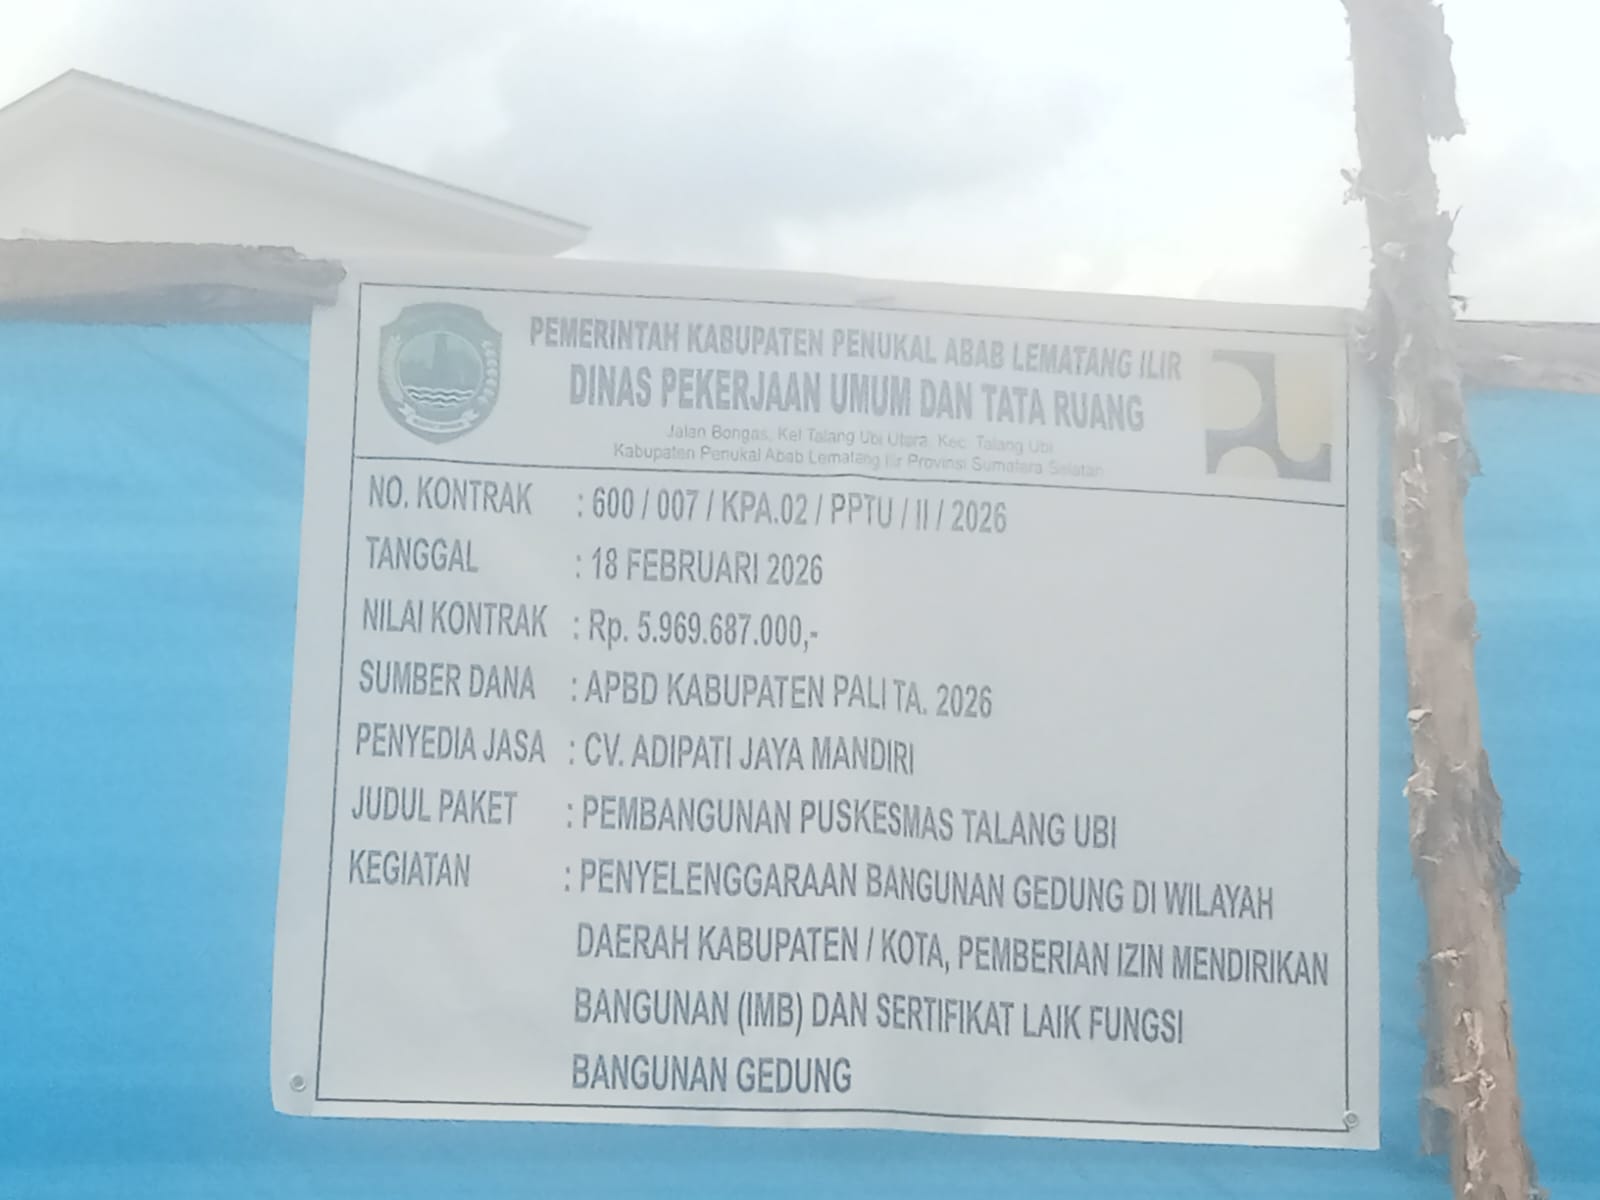 PEMERINTAH KABUPATEN PENUKAL ABAB LEMATANG ILIR
DINAS PEKERJAAN UMUM DAN TATA RUANG
Jalan Bongas, Kel Talang Ubi Utara, Kec. Talang Ubi
Kabupaten Penukal Abab Lematang Ilir Provinsi Sumatera Selatan
NO. KONTRAK : 600 / 007 / KPA.02 / PPTU / II / 2026
TANGGAL : 18 FEBRUARI 2026
NILAI KONTRAK : Rp. 5.969.687.000,-
SUMBER DANA : APBD KABUPATEN PALI TA. 2026
PENYEDIA JASA : CV. ADIPATI JAYA MANDIRI
JUDUL PAKET : PEMBANGUNAN PUSKESMAS TALANG UBI
KEGIATAN : PENYELENGGARAAN BANGUNAN GEDUNG DI WILAYAH
DAERAH KABUPATEN / KOTA, PEMBERIAN IZIN MENDIRIKAN
BANGUNAN (IMB) DAN SERTIFIKAT LAIK FUNGSI
BANGUNAN GEDUNG